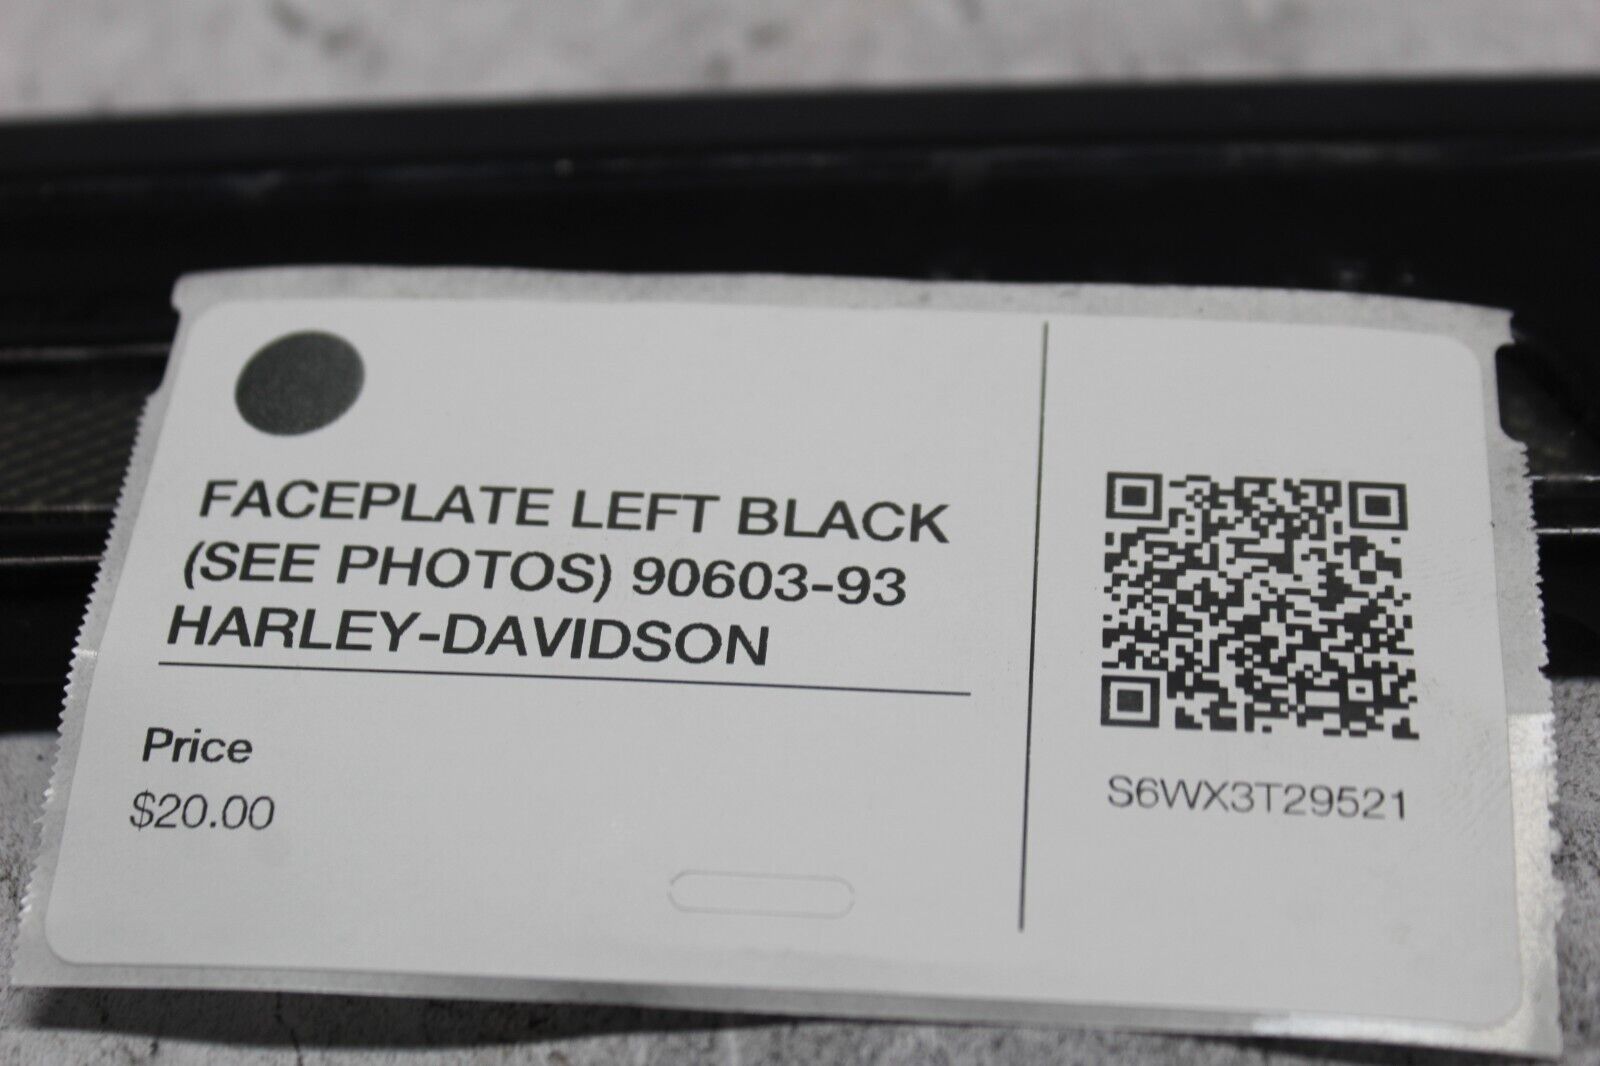 FACEPLATE LEFT BLACK
(SEE PHOTOS) 90603-93
HARLEY-DAVIDSON
Price
$20.00
S6WX3T29521